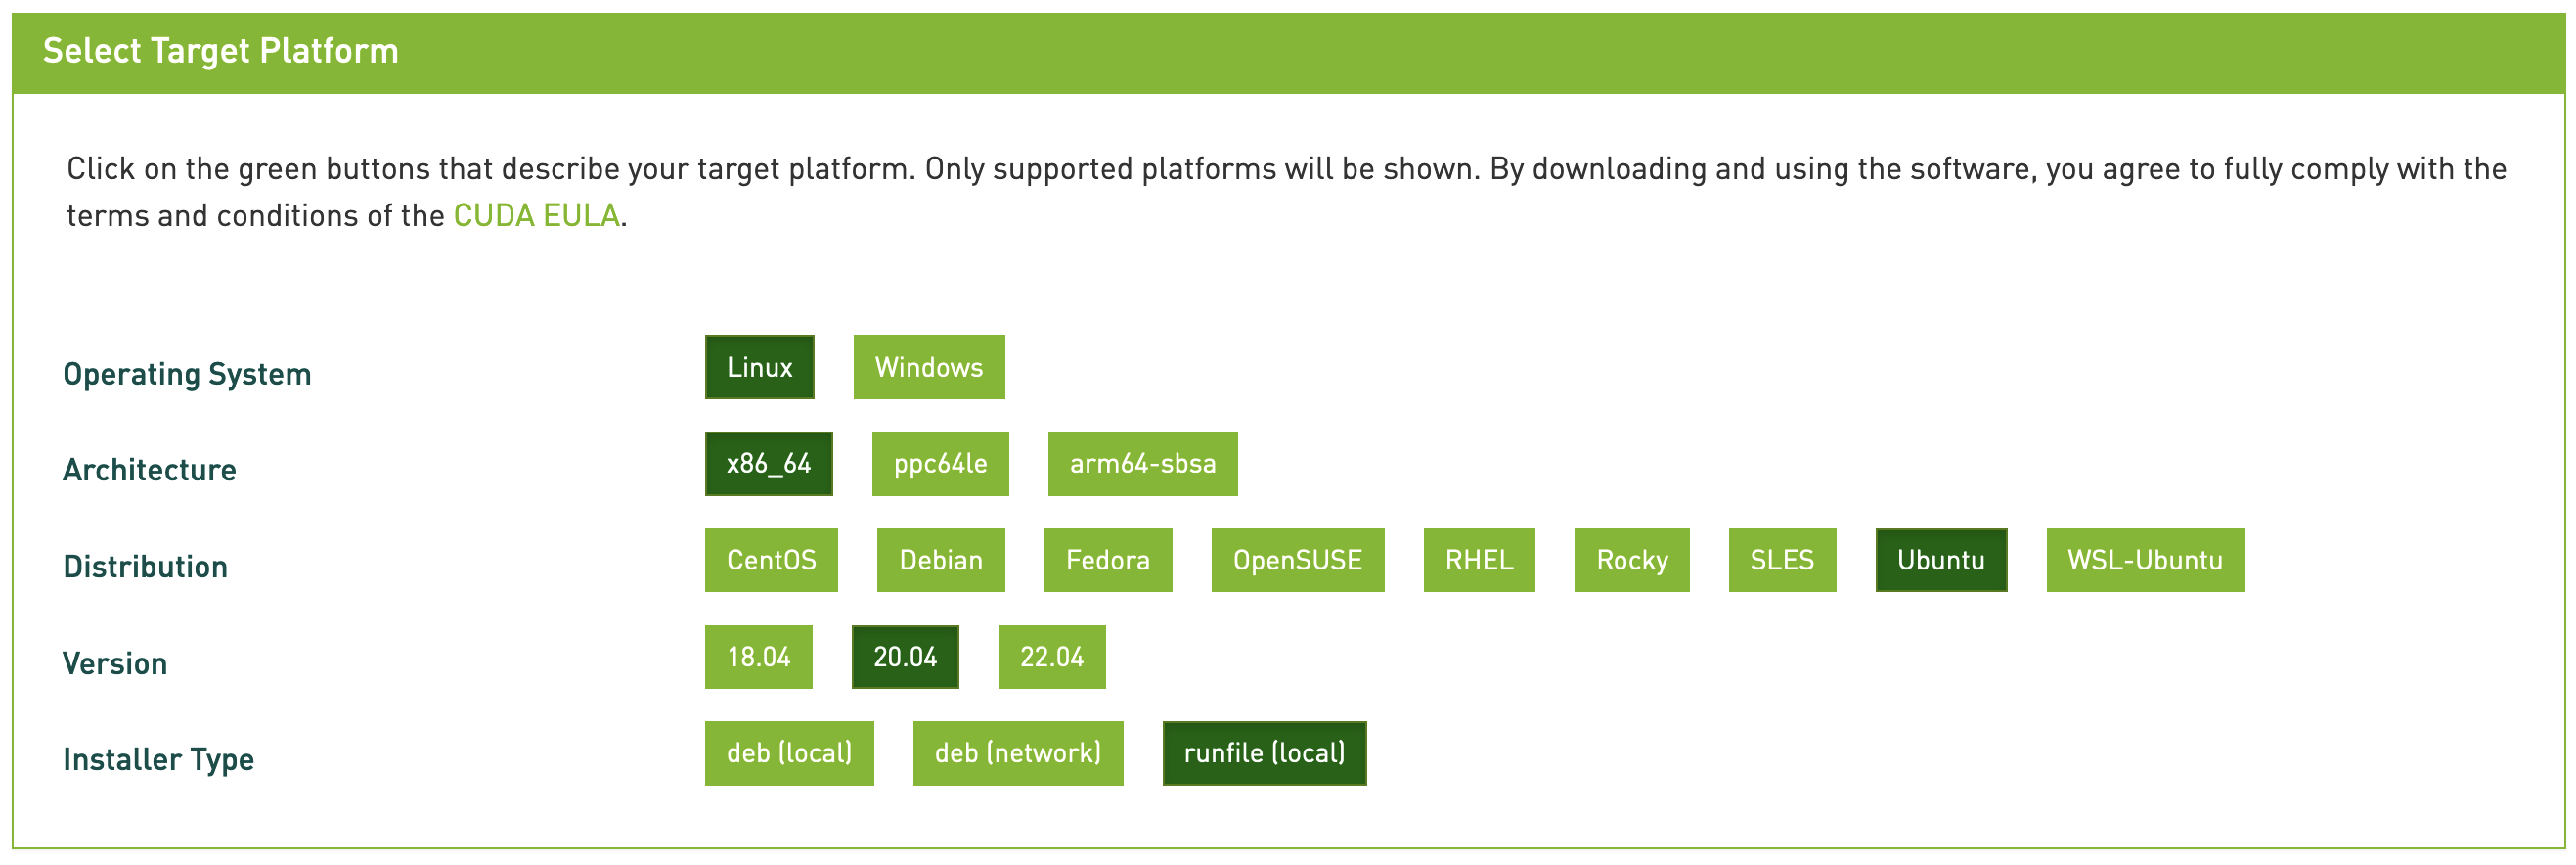 Select Target Platform
Click on the green buttons that describe your target platform. Only supported platforms will be shown. By downloading and using the software, you agree to fully comply with the
terms and conditions of the CUDA EULA.
Operating System Linux Windows
Architecture x86_64 ppc64le arm64-sbsa
Distribution CentOS Debian Fedora OpenSUSE RHEL Rocky SLES Ubuntu WSL-Ubuntu
Version 18.04 20.04 22.04
Installer Type deb (local) deb (network) runfile (local)